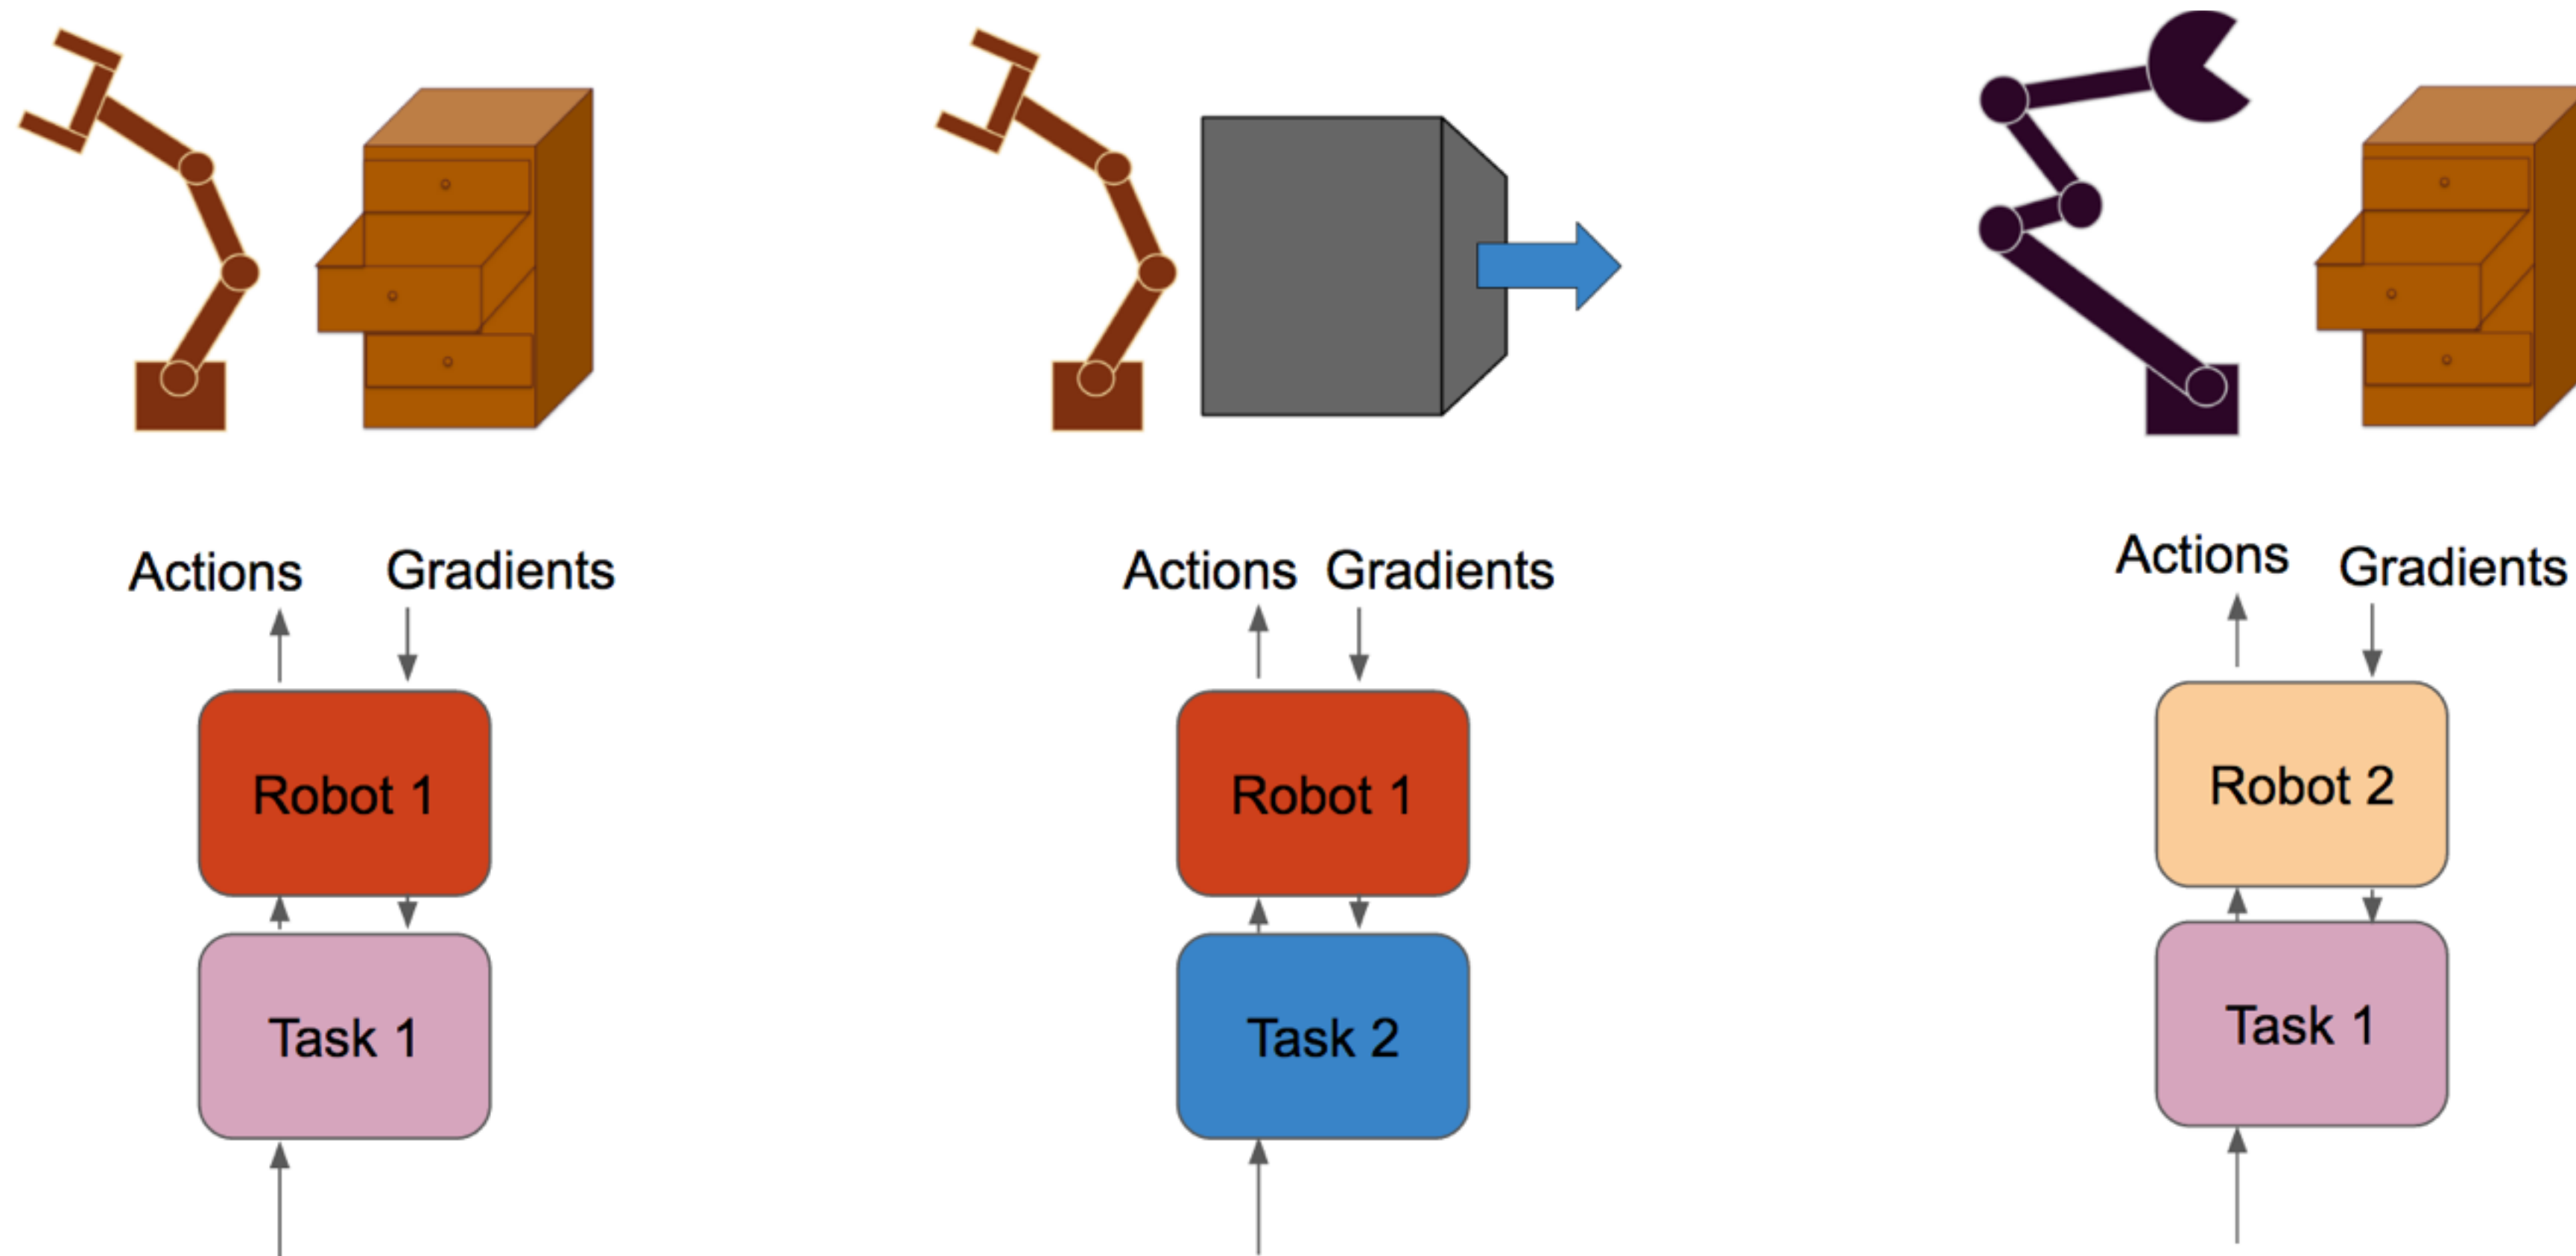 Actions Gradients
Robot 1
Task 1
Actions Gradients
Robot 1
Task 2
Actions Gradients
Robot 2
Task 1